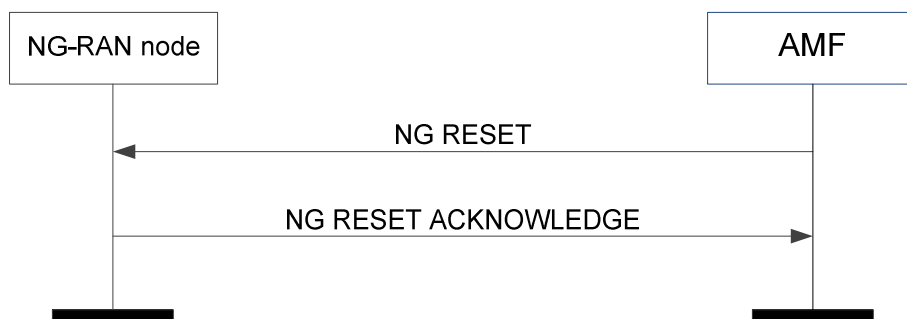 NG-RAN node
AMF
NG RESET
NG RESET ACKNOWLEDGE